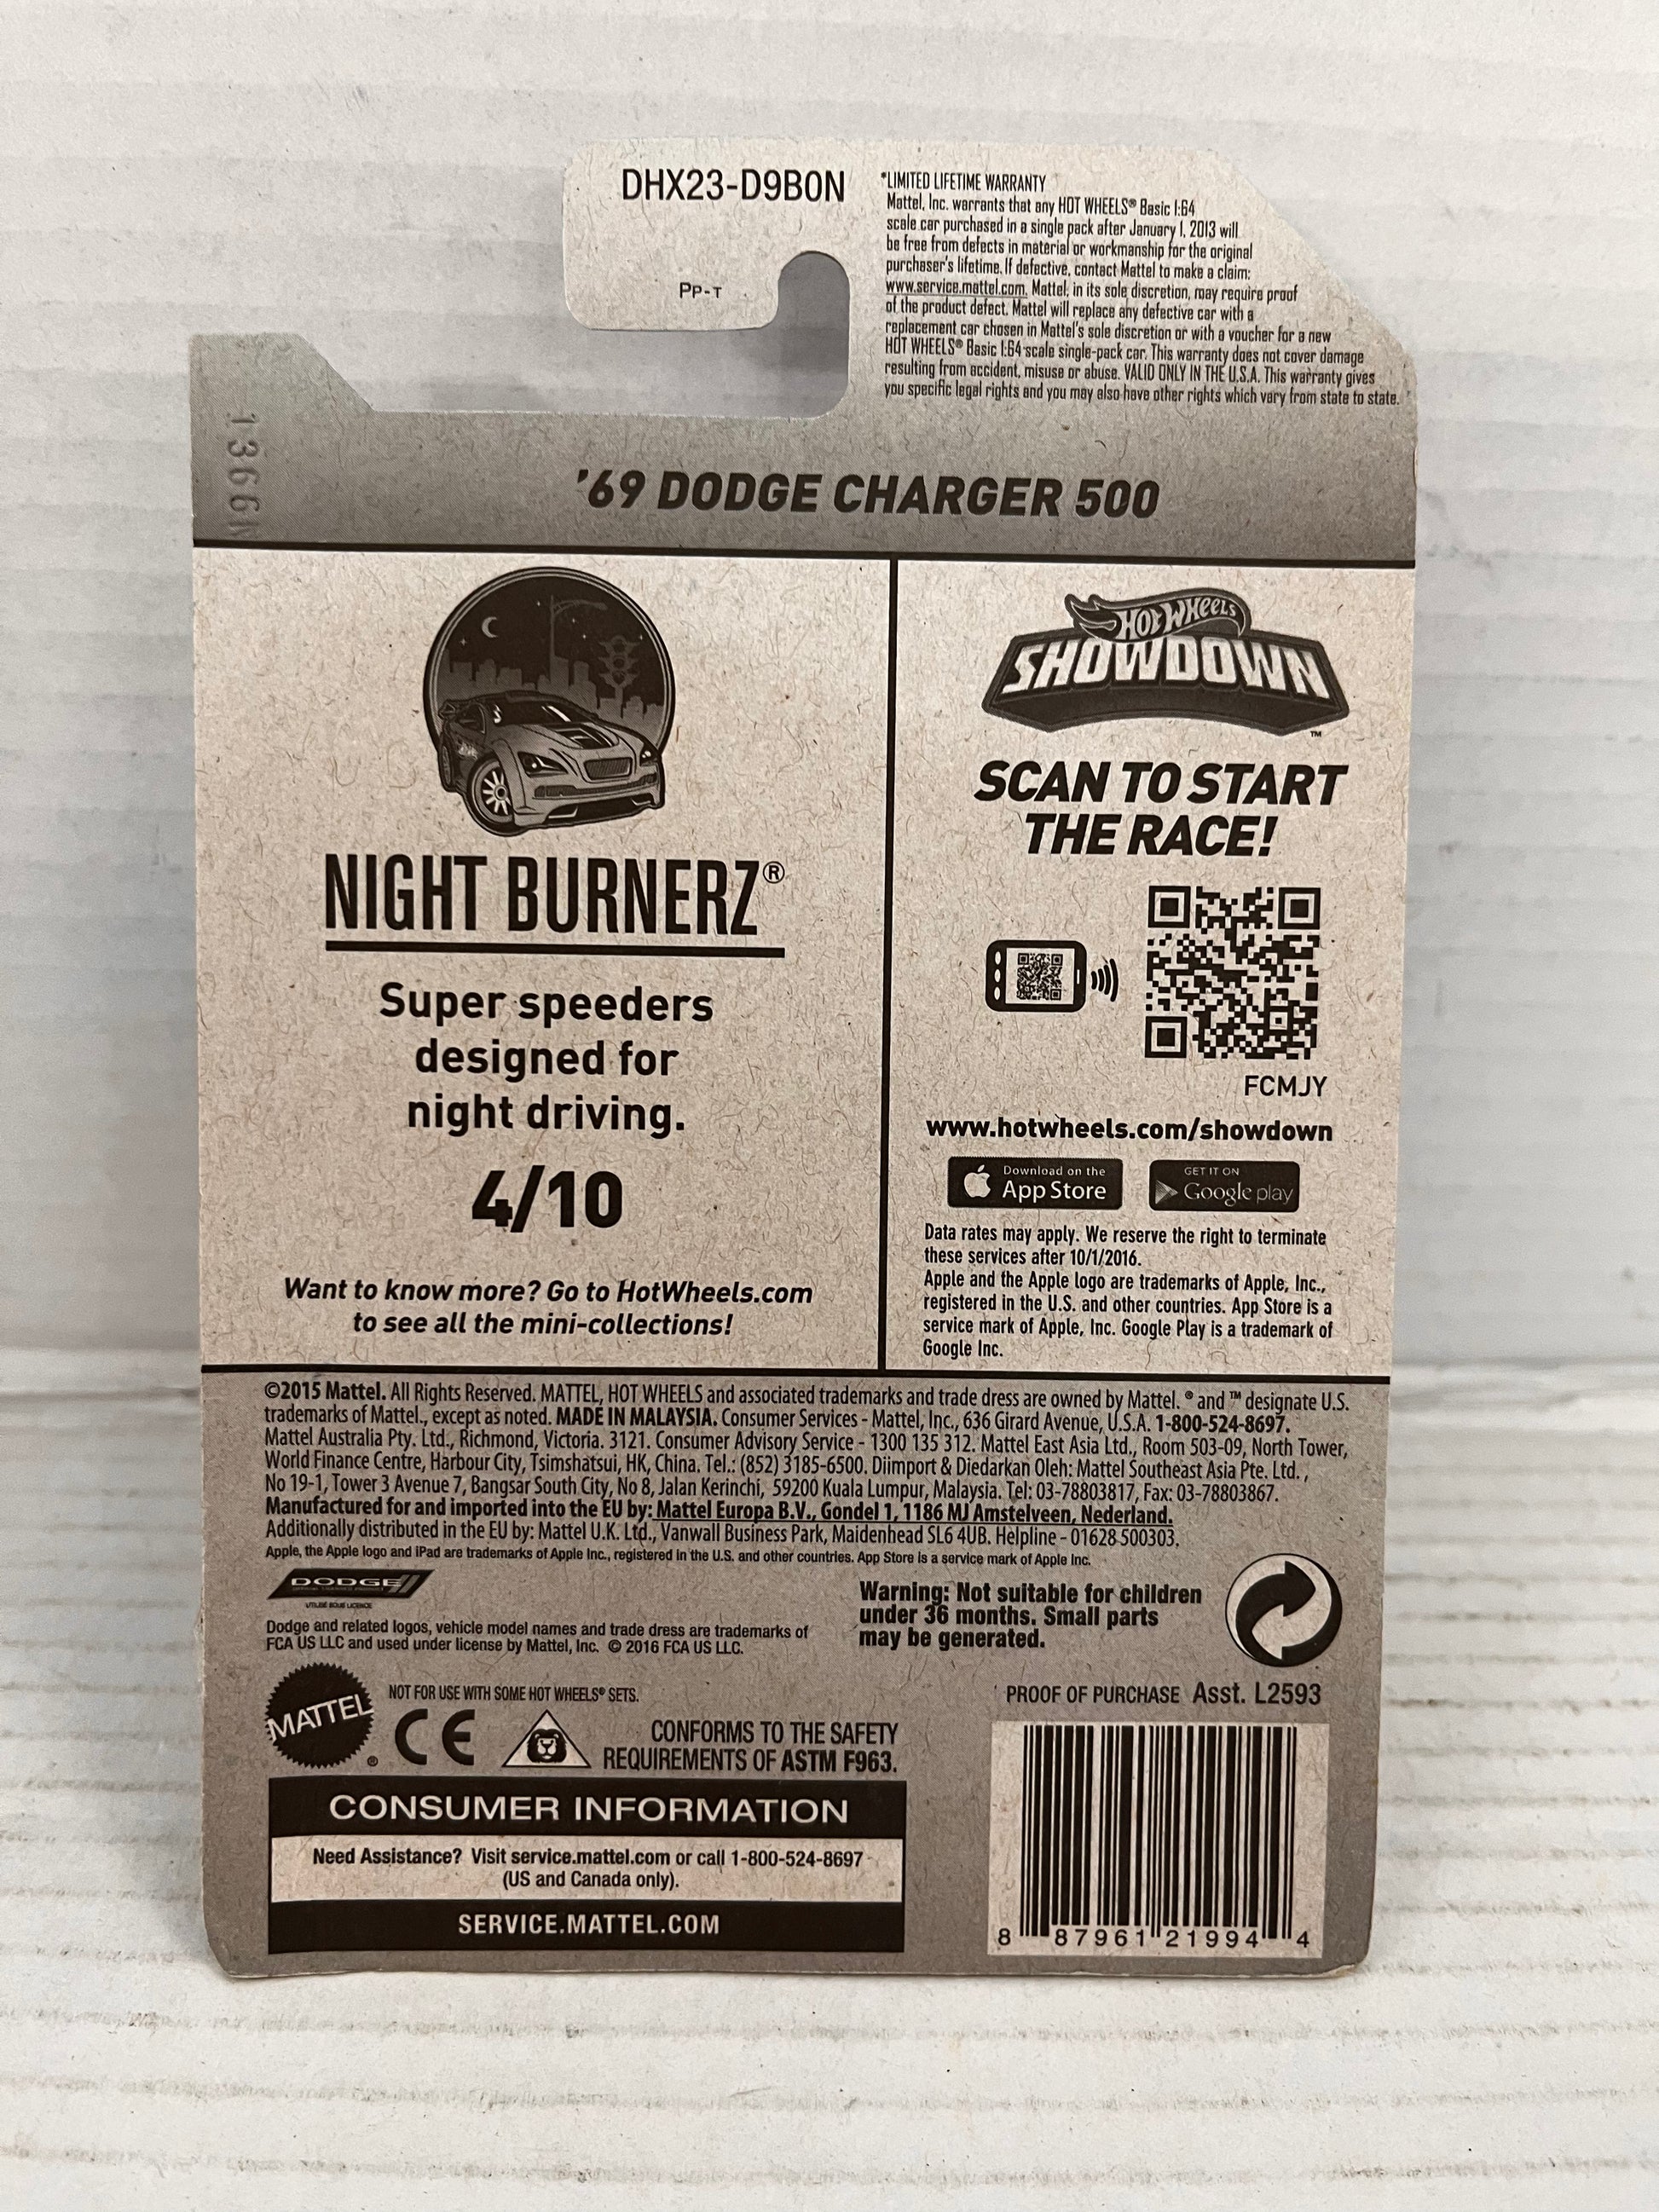 DHX23-D9B0N
PP-T
*LIMITED LIFETIME WARRANTY
Mattel, Inc. warrants that any HOT WHEELS® Basic 1:64
scale car purchased in a single pack after January 1, 2013 will
be free from defects in material or workmanship for the original
purchaser's lifetime. If defective, contact Mattel to make a claim:
www.service.mattel.com. Mattel, in its sole discretion, may require proof
of the product defect. Mattel will replace any defective car with a
replacement car chosen in Mattel's sole discretion or with a voucher for a new
HOT WHEELS® Basic 1:64 scale single-pack car. This warranty does not cover damage
resulting from accident, misuse or abuse. VALID ONLY IN THE U.S.A. This warranty gives
you specific legal rights and you may also have other rights which vary from state to state.
'69 DODGE CHARGER 500
NIGHT BURNERZ®
Super speeders
designed for
night driving.
4/10
Want to know more? Go to HotWheels.com
to see all the mini-collections!
HOT WHEELS
SHOWDOWN™
SCAN TO START
THE RACE!
FCMJY
www.hotwheels.com/showdown
Download on the
App Store
GET IT ON
Google play
Data rates may apply. We reserve the right to terminate
these services after 10/1/2016.
Apple and the Apple logo are trademarks of Apple, Inc.,
registered in the U.S. and other countries. App Store is a
service mark of Apple, Inc. Google Play is a trademark of
Google Inc.
©2015 Mattel. All Rights Reserved. MATTEL, HOT WHEELS and associated trademarks and trade dress are owned by Mattel. ® and ™ designate U.S.
trademarks of Mattel., except as noted. MADE IN MALAYSIA. Consumer Services - Mattel, Inc., 636 Girard Avenue, U.S.A. 1-800-524-8697.
Mattel Australia Pty. Ltd., Richmond, Victoria. 3121. Consumer Advisory Service - 1300 135 312. Mattel East Asia Ltd., Room 503-09, North Tower,
World Finance Centre, Harbour City, Tsimshatsui, HK, China. Tel.: (852) 3185-6500. Diimport & Diedarkan Oleh: Mattel Southeast Asia Pte. Ltd.,
No 19-1, Tower 3 Avenue 7, Bangsar South City, No 8, Jalan Kerinchi, 59200 Kuala Lumpur, Malaysia. Tel: 03-78803817, Fax: 03-78803867.
Manufactured for and imported into the EU by: Mattel Europa B.V., Gondel 1, 1186 MJ Amstelveen, Nederland.
Additionally distributed in the EU by: Mattel U.K. Ltd., Vanwall Business Park, Maidenhead SL6 4UB. Helpline - 01628 500303.
Apple, the Apple logo and iPad are trademarks of Apple Inc., registered in the U.S. and other countries. App Store is a service mark of Apple Inc.
DODGE
UTILISÉ SOUS LICENCE
Dodge and related logos, vehicle model names and trade dress are trademarks of
FCA US LLC and used under license by Mattel, Inc. © 2016 FCA US LLC.
Warning: Not suitable for children
under 36 months. Small parts
may be generated.
MATTEL®
NOT FOR USE WITH SOME HOT WHEELS® SETS.
CE
CONFORMS TO THE SAFETY
REQUIREMENTS OF ASTM F963.
PROOF OF PURCHASE Asst. L2593
CONSUMER INFORMATION
Need Assistance? Visit service.mattel.com or call 1-800-524-8697
(US and Canada only).
SERVICE.MATTEL.COM
8 87961 21994 4